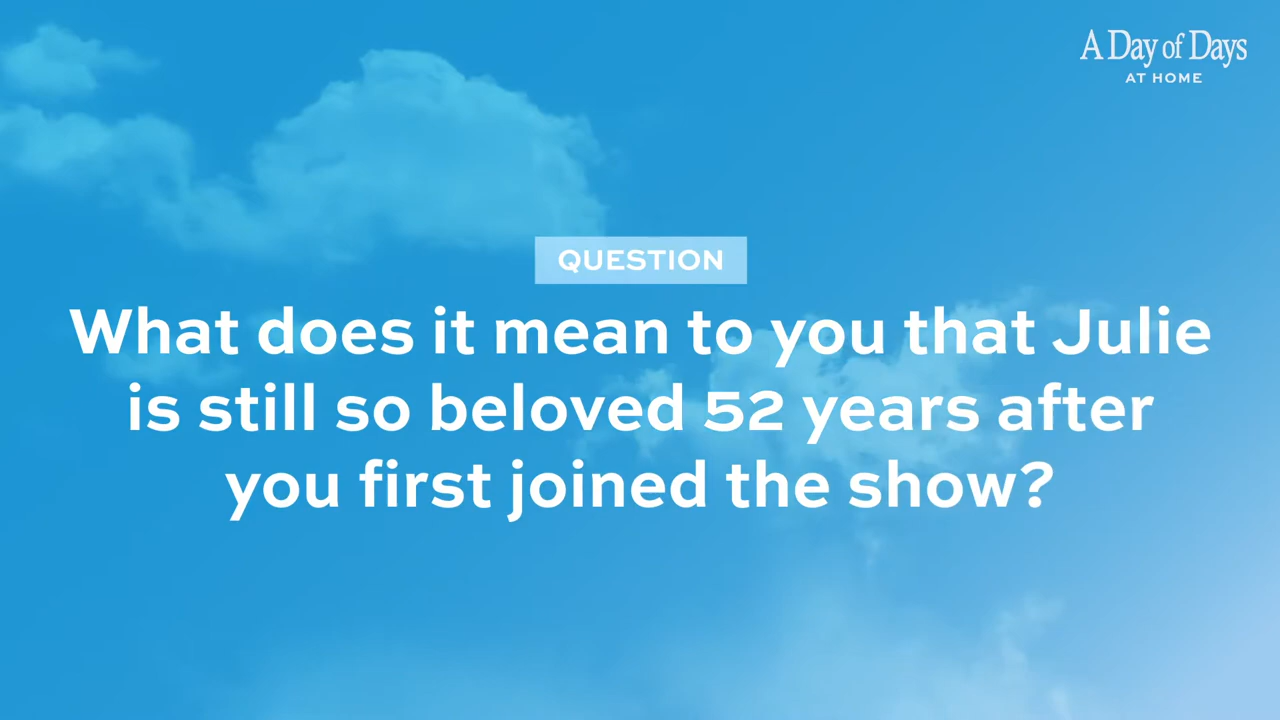 A Day of Days
AT HOME
QUESTION
What does it mean to you that Julie
is still so beloved 52 years after
you first joined the show?